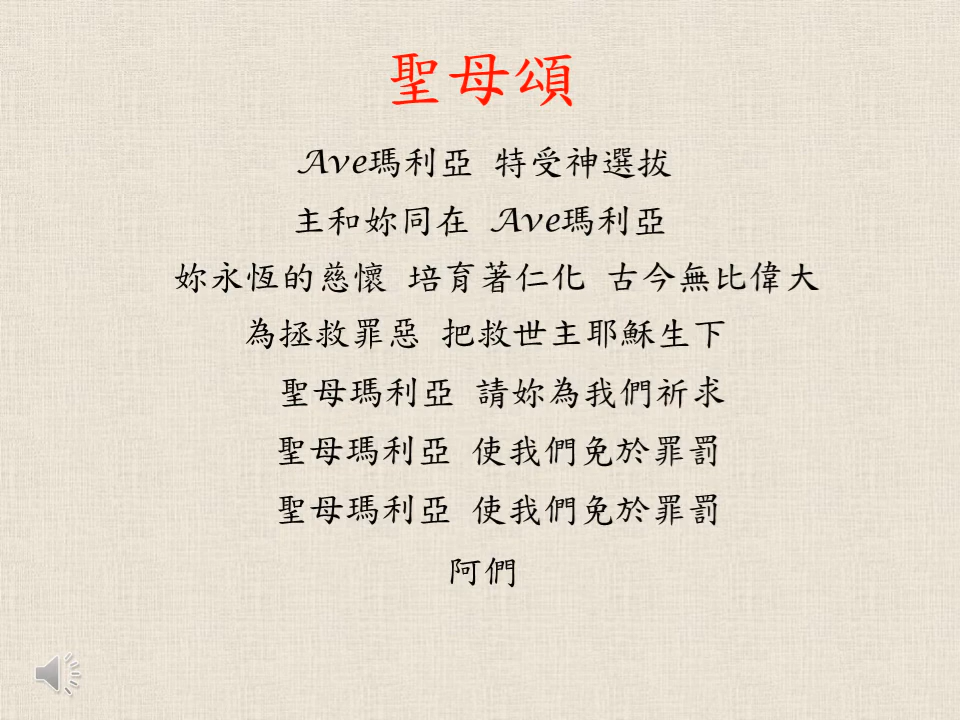 聖母頌
Ave瑪利亞 特受神選拔
主和妳同在 Ave瑪利亞
妳永恆的慈懷 培育著仁化 古今無比偉大
為拯救罪惡 把救世主耶穌生下
聖母瑪利亞 請妳為我們祈求
聖母瑪利亞 使我們免於罪罰
聖母瑪利亞 使我們免於罪罰
阿們